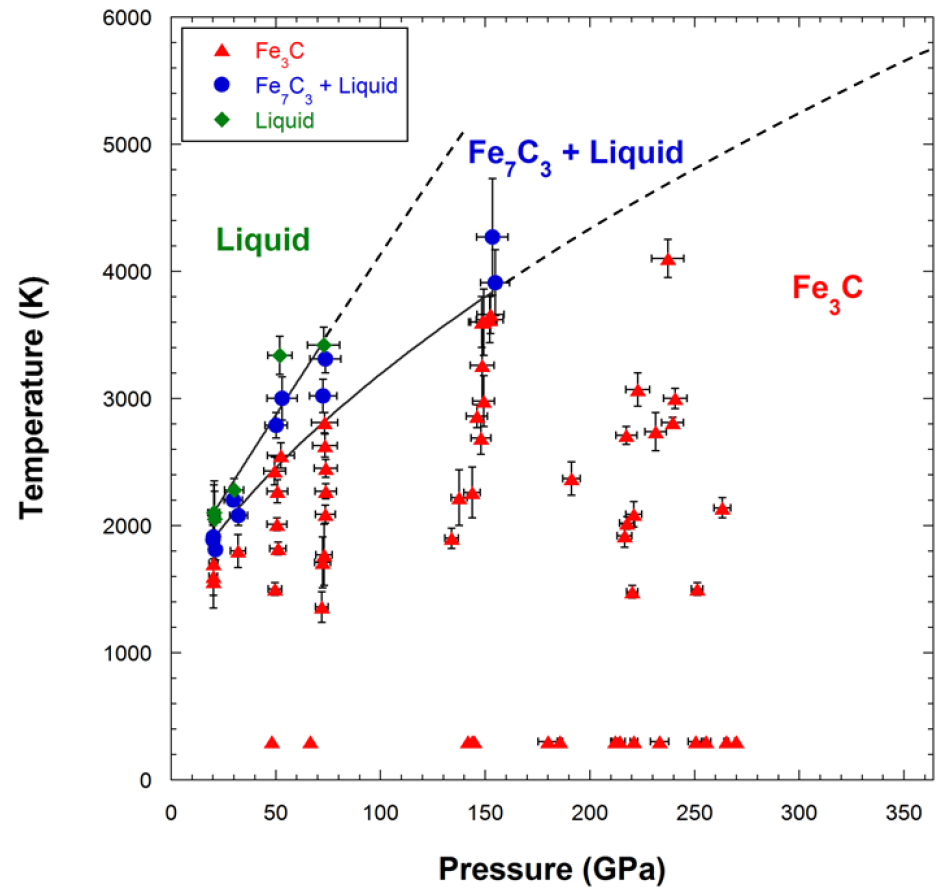 6000
5000
4000
3000
2000
1000
0
Temperature (K)
Fe₃C
Fe₇C₃ + Liquid
Liquid
Fe₇C₃ + Liquid
Liquid
Fe₃C
0 50 100 150 200 250 300 350
Pressure (GPa)